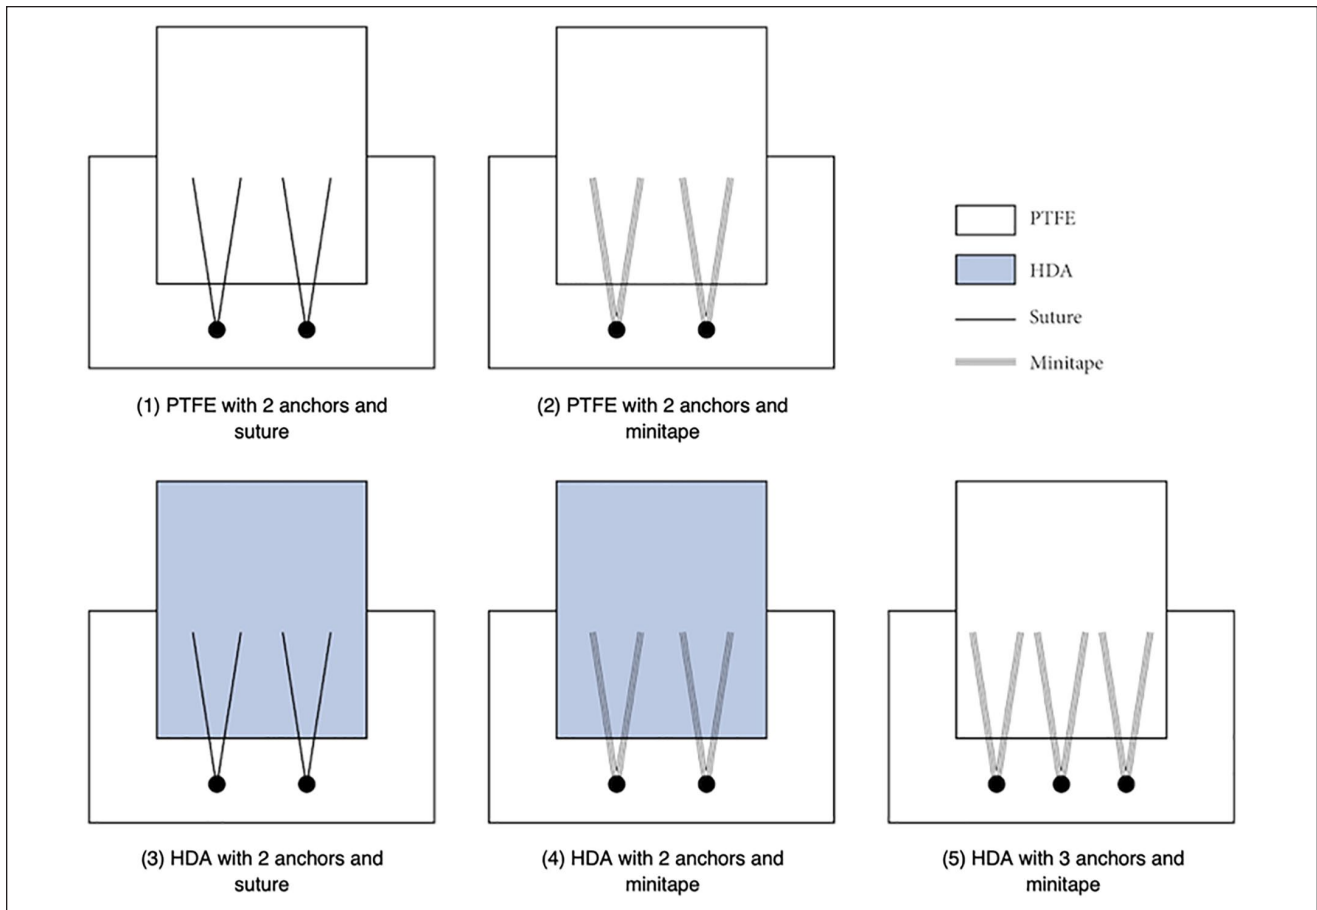 PTFE
HDA
Suture
Minitape
(1) PTFE with 2 anchors and
suture
(2) PTFE with 2 anchors and
minitape
(3) HDA with 2 anchors and
suture
(4) HDA with 2 anchors and
minitape
(5) HDA with 3 anchors and
minitape